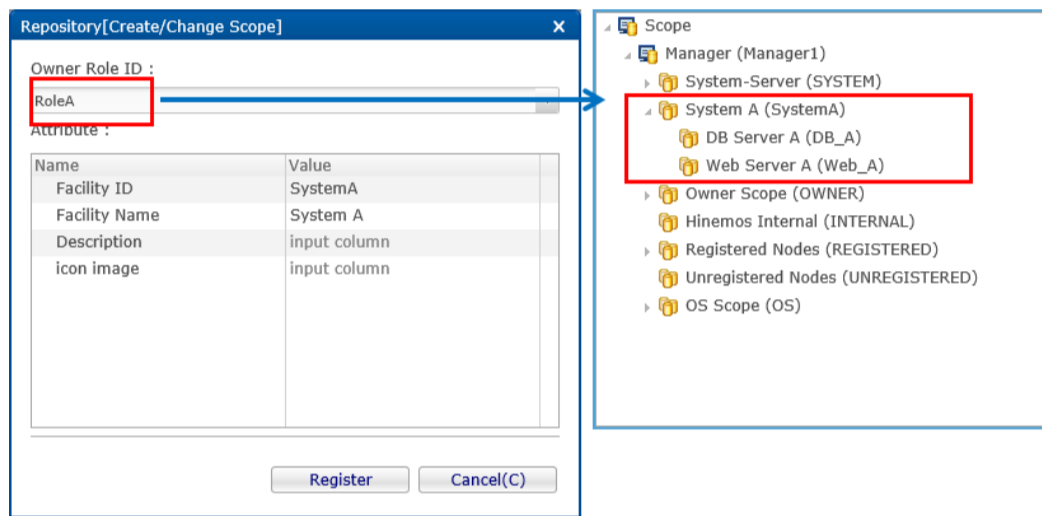 Repository[Create/Change Scope]
Owner Role ID :
RoleA
Attribute :
Name Value
Facility ID SystemA
Facility Name System A
Description input column
icon image input column
Register Cancel(C)
Scope
Manager (Manager1)
System-Server (SYSTEM)
System A (SystemA)
DB Server A (DB_A)
Web Server A (Web_A)
Owner Scope (OWNER)
Hinemos Internal (INTERNAL)
Registered Nodes (REGISTERED)
Unregistered Nodes (UNREGISTERED)
OS Scope (OS)